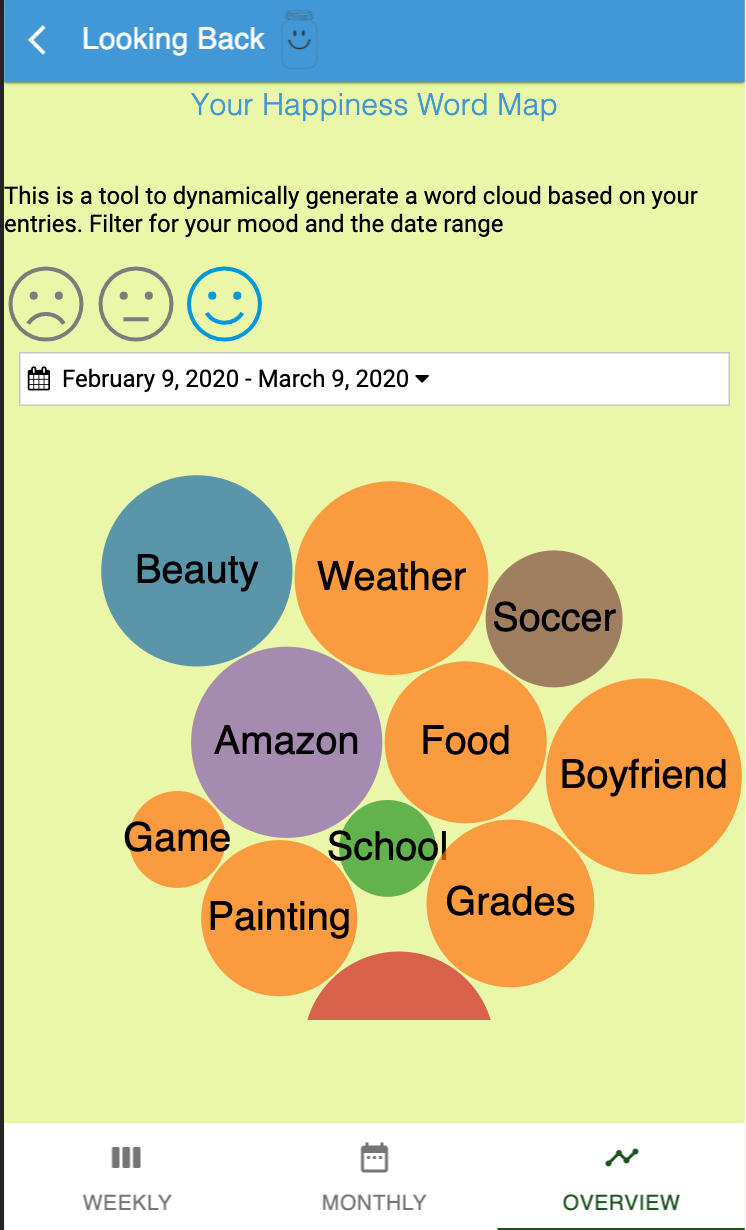 Looking Back
Your Happiness Word Map
This is a tool to dynamically generate a word cloud based on your
entries. Filter for your mood and the date range
February 9, 2020 - March 9, 2020
Beauty
Weather
Soccer
Amazon
Food
Boyfriend
Game
School
Painting
Grades
WEEKLY
MONTHLY
OVERVIEW